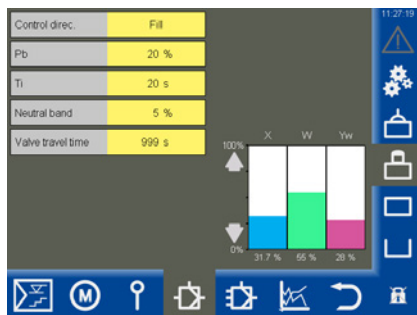 11:27:19
Control direc. Fill
Pb 20 %
Ti 20 s
Neutral band 5 %
Valve travel time 999 s
X W Yw
100%
0%
31.7 % 55 % 28 %
M